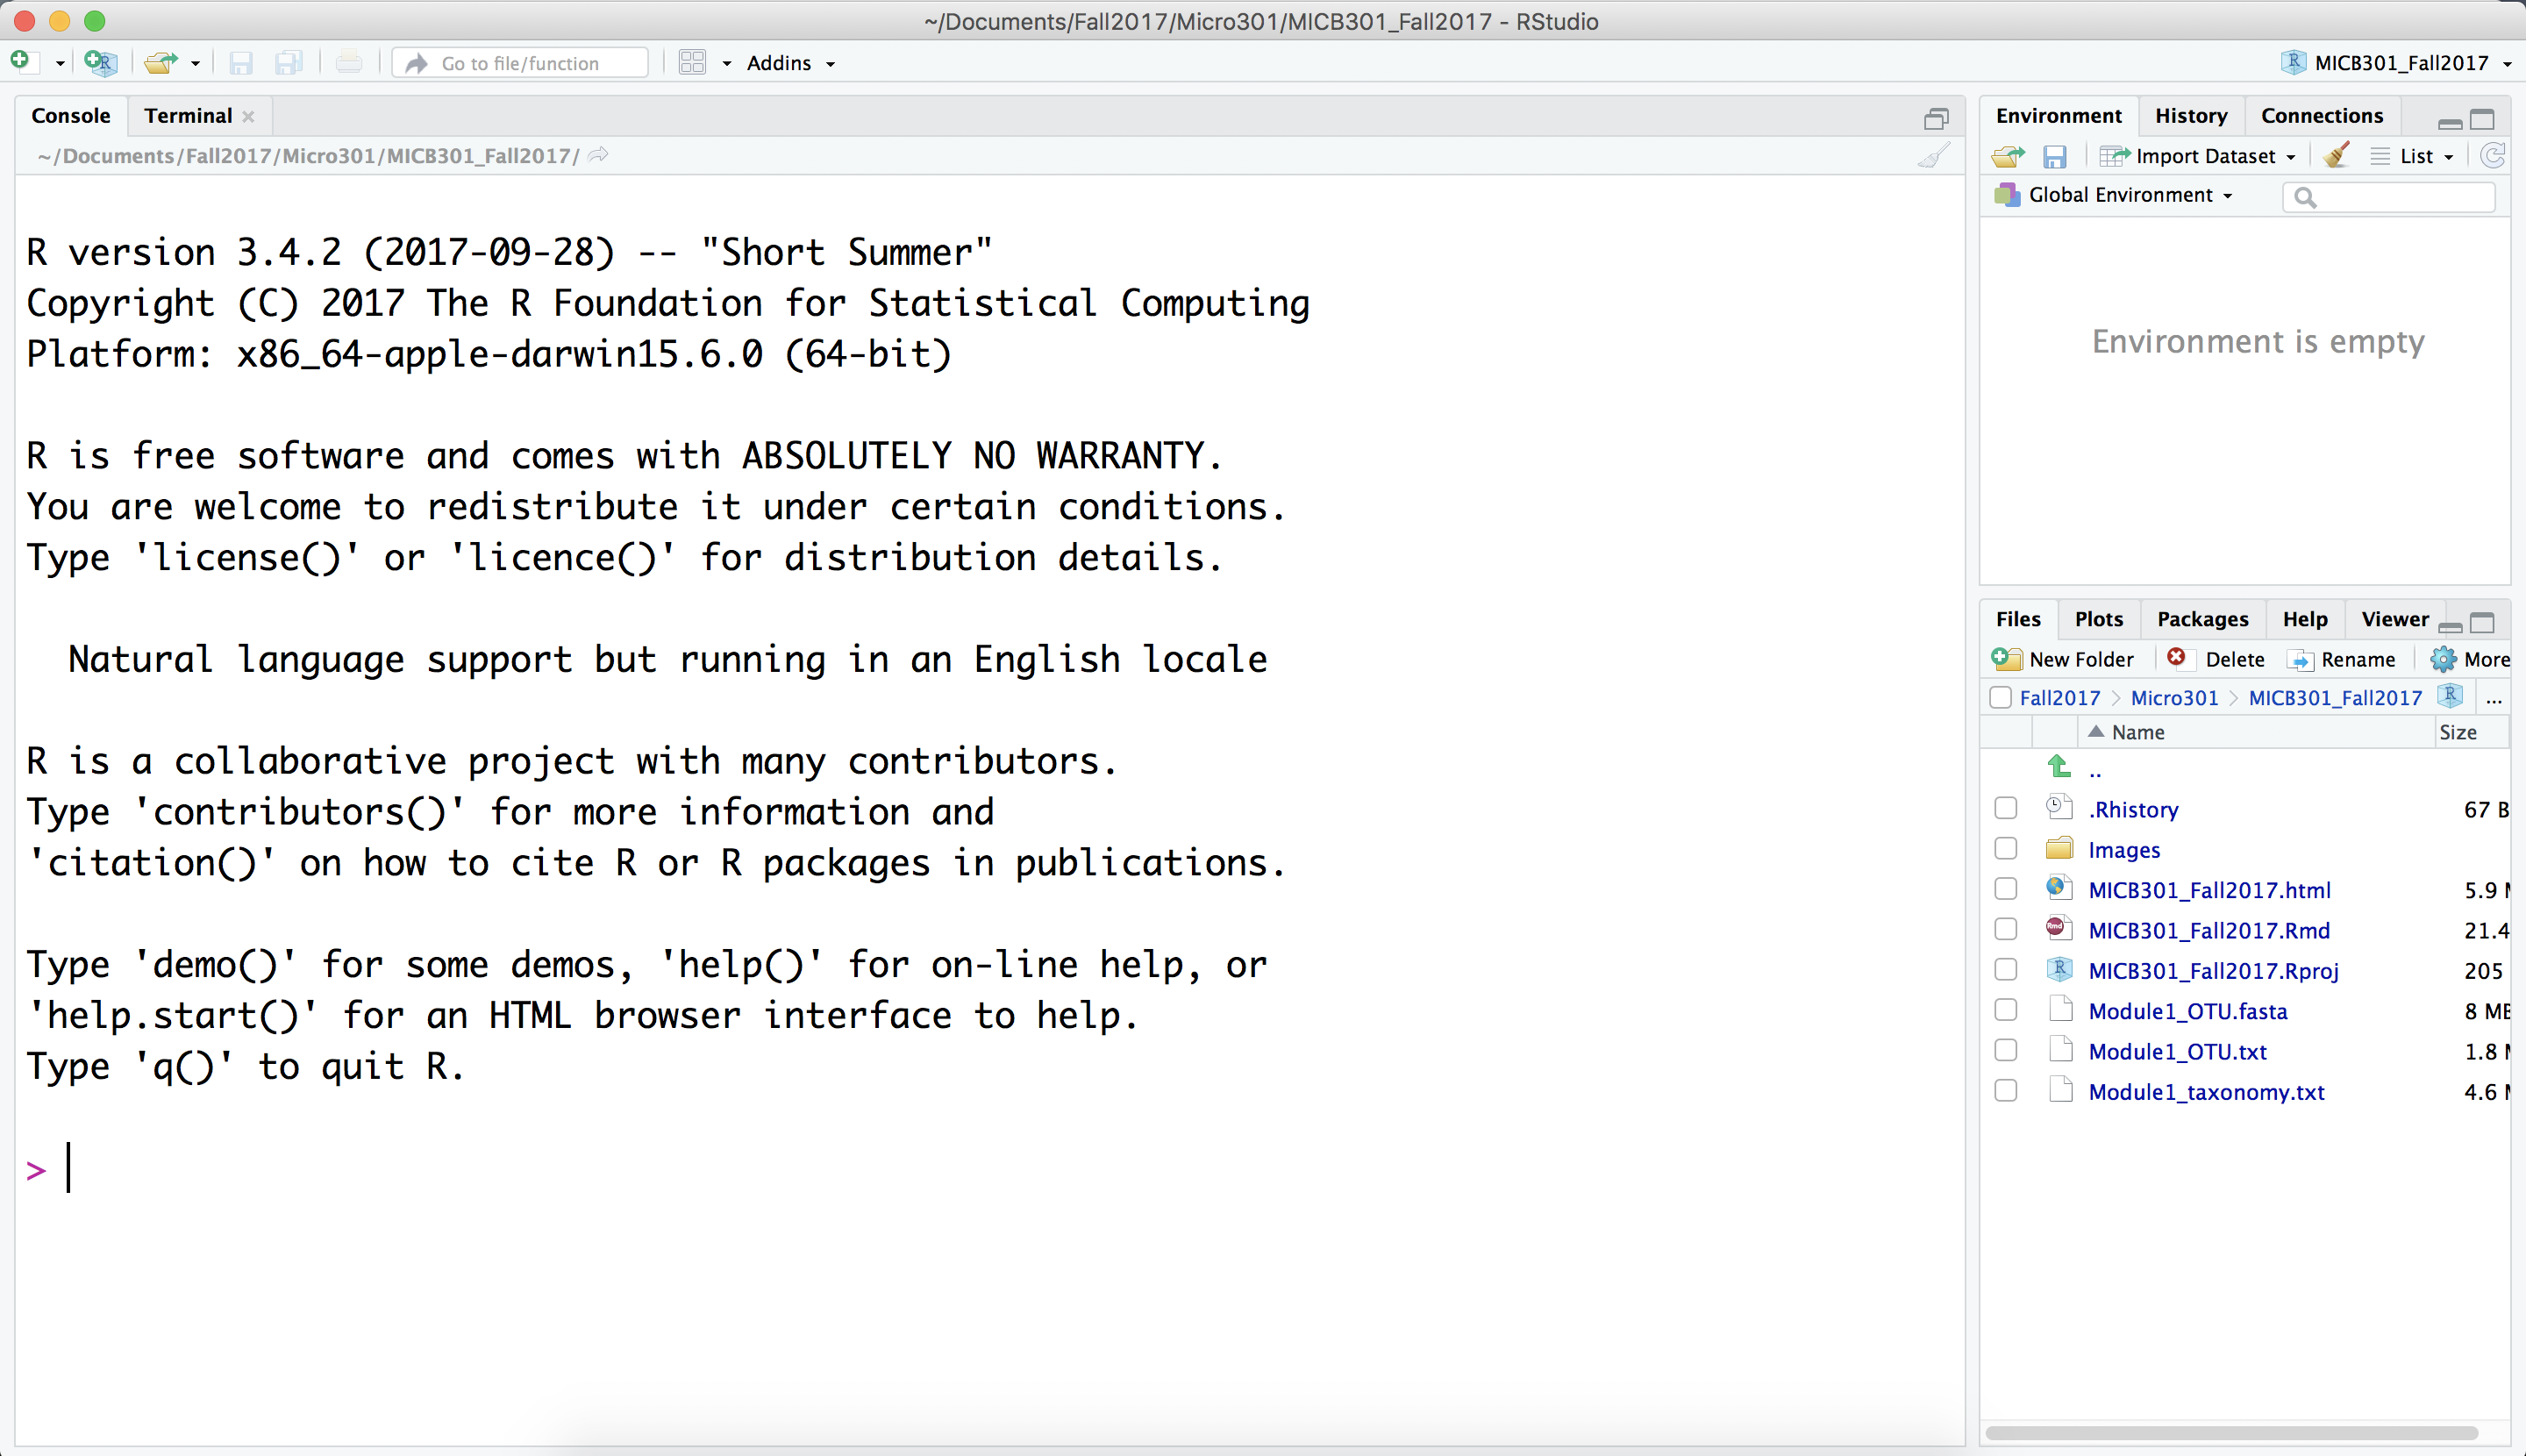 ~/Documents/Fall2017/Micro301/MICB301_Fall2017 - RStudio
Go to file/function
Addins
MICB301_Fall2017
Console
Terminal
~/Documents/Fall2017/Micro301/MICB301_Fall2017/
R version 3.4.2 (2017-09-28) -- "Short Summer"
Copyright (C) 2017 The R Foundation for Statistical Computing
Platform: x86_64-apple-darwin15.6.0 (64-bit)
R is free software and comes with ABSOLUTELY NO WARRANTY.
You are welcome to redistribute it under certain conditions.
Type 'license()' or 'licence()' for distribution details.
Natural language support but running in an English locale
R is a collaborative project with many contributors.
Type 'contributors()' for more information and
'citation()' on how to cite R or R packages in publications.
Type 'demo()' for some demos, 'help()' for on-line help, or
'help.start()' for an HTML browser interface to help.
Type 'q()' to quit R.
>
Environment
History
Connections
Import Dataset
List
Global Environment
Environment is empty
Files
Plots
Packages
Help
Viewer
New Folder
Delete
Rename
More
Fall2017 > Micro301 > MICB301_Fall2017
...
Name
Size
..
.Rhistory 67 B
Images
MICB301_Fall2017.html 5.9
MICB301_Fall2017.Rmd 21.4
MICB301_Fall2017.Rproj 205
Module1_OTU.fasta 8 MB
Module1_OTU.txt 1.8
Module1_taxonomy.txt 4.6